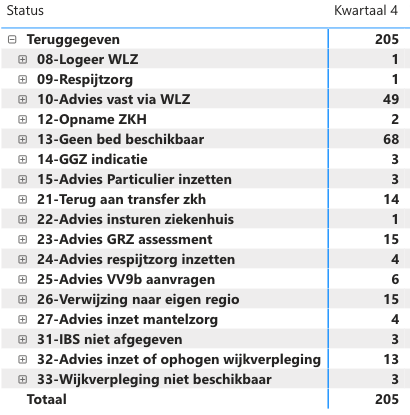 Status Kwartaal 4
Teruggegeven 205
08-Logeer WLZ 1
09-Respijtzorg 1
10-Advies vast via WLZ 49
12-Opname ZKH 2
13-Geen bed beschikbaar 68
14-GGZ indicatie 3
15-Advies Particulier inzetten 3
21-Terug aan transfer zkh 14
22-Advies insturen ziekenhuis 1
23-Advies GRZ assessment 15
24-Advies respijtzorg inzetten 4
25-Advies VV9b aanvragen 6
26-Verwijzing naar eigen regio 15
27-Advies inzet mantelzorg 4
31-IBS niet afgegeven 3
32-Advies inzet of ophogen wijkverpleging 13
33-Wijkverpleging niet beschikbaar 3
Totaal 205